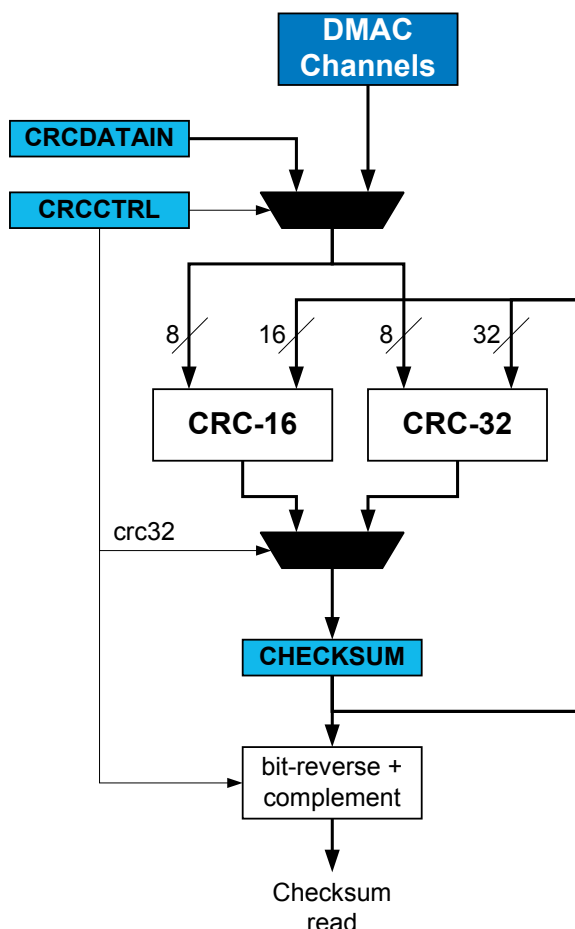 DMAC
Channels
CRCDATAIN
CRCCTRL
8
16
8
32
CRC-16
CRC-32
crc32
CHECKSUM
bit-reverse +
complement
Checksum
read